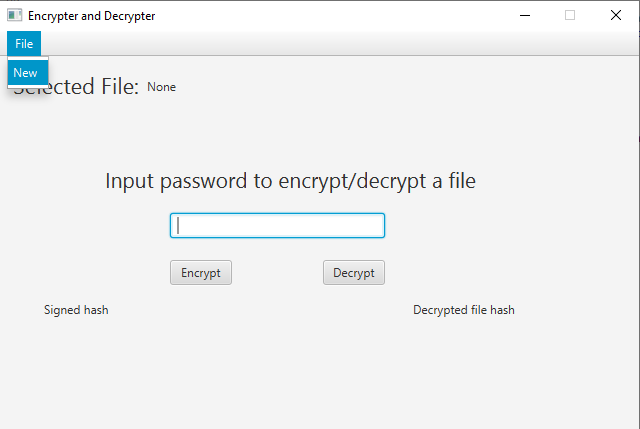 Encrypter and Decrypter
File
New
Selected File: None
Input password to encrypt/decrypt a file
Encrypt Decrypt
Signed hash Decrypted file hash